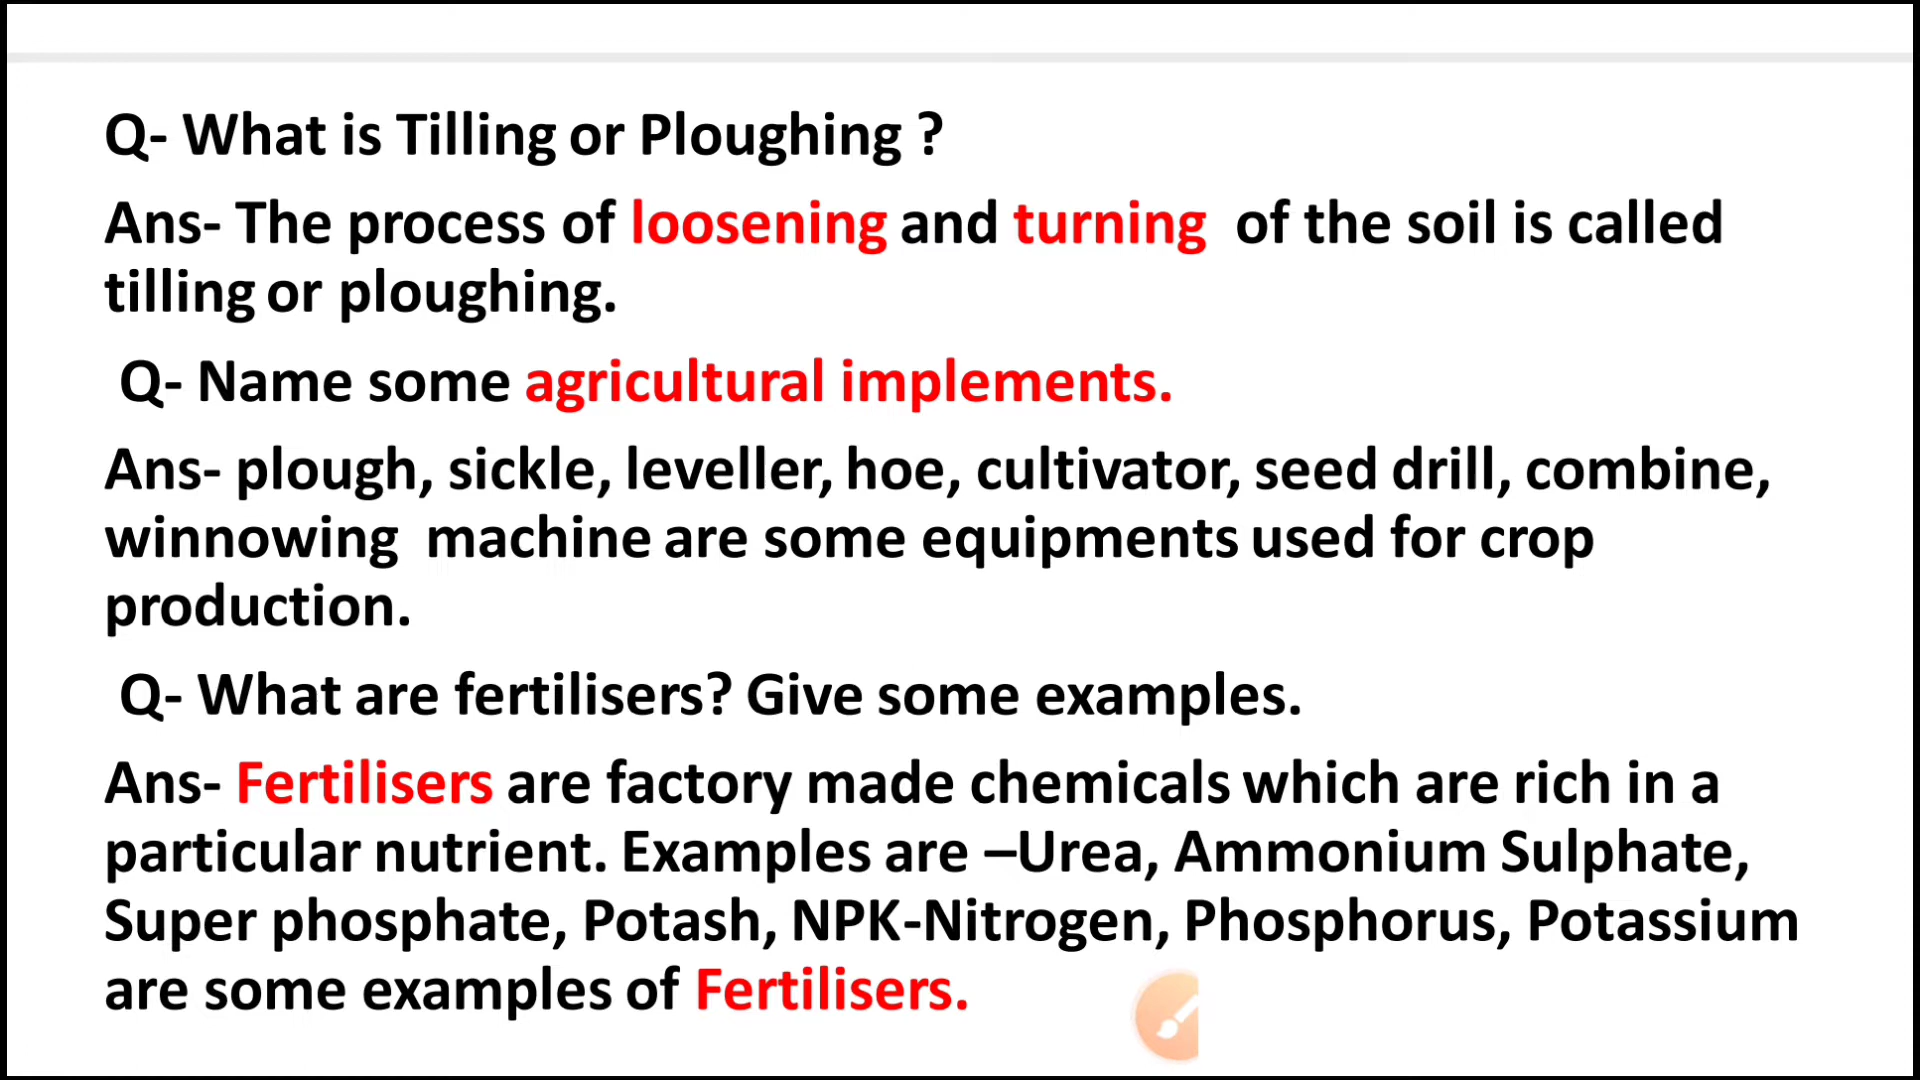 Q- What is Tilling or Ploughing ?
Ans- The process of loosening and turning of the soil is called
tilling or ploughing.
Q- Name some agricultural implements.
Ans- plough, sickle, leveller, hoe, cultivator, seed drill, combine,
winnowing machine are some equipments used for crop
production.
Q- What are fertilisers? Give some examples.
Ans- Fertilisers are factory made chemicals which are rich in a
particular nutrient. Examples are –Urea, Ammonium Sulphate,
Super phosphate, Potash, NPK-Nitrogen, Phosphorus, Potassium
are some examples of Fertilisers.